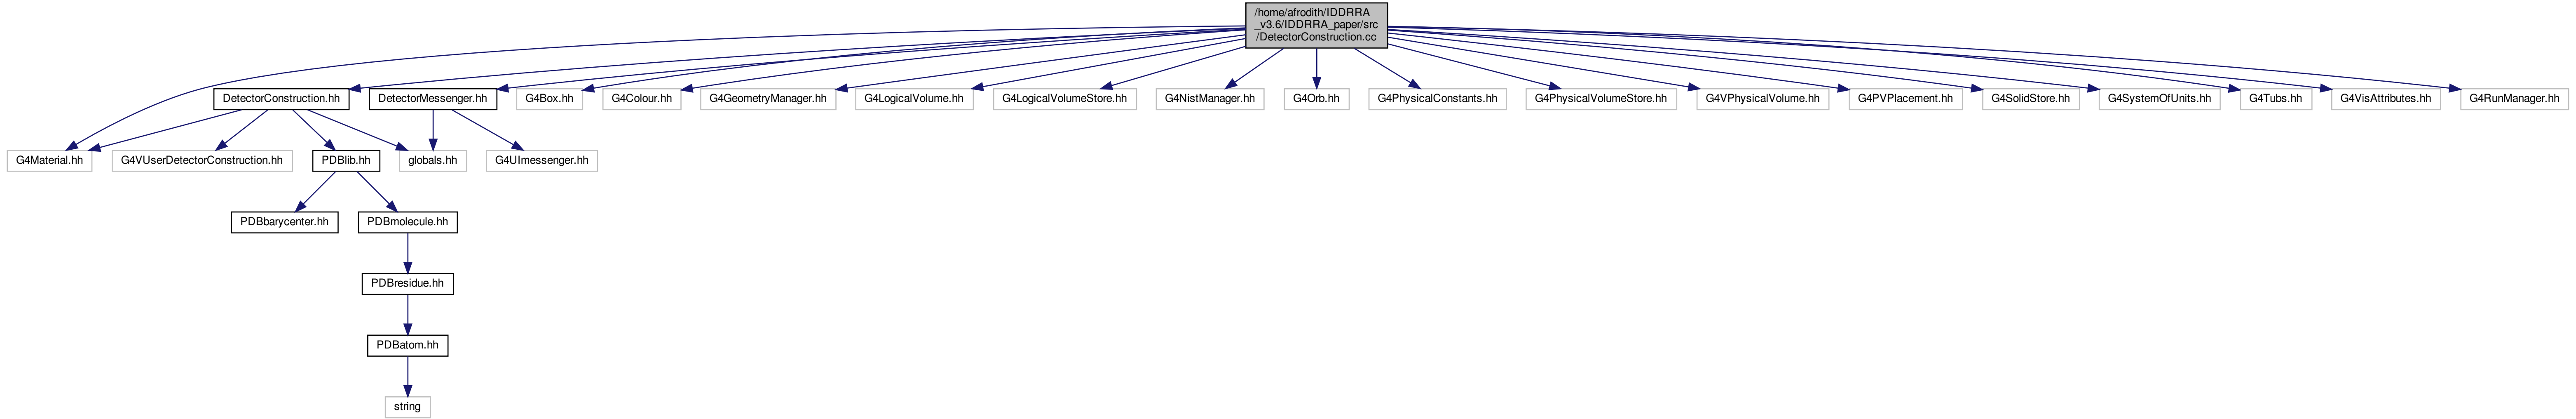 /home/afrodith/IDDRRA
_v3.6/IDDRRA_paper/src
/DetectorConstruction.cc
DetectorConstruction.hh
DetectorMessenger.hh
G4Box.hh
G4Colour.hh
G4GeometryManager.hh
G4LogicalVolume.hh
G4LogicalVolumeStore.hh
G4NistManager.hh
G4Orb.hh
G4PhysicalConstants.hh
G4PhysicalVolumeStore.hh
G4VPhysicalVolume.hh
G4PVPlacement.hh
G4SolidStore.hh
G4SystemOfUnits.hh
G4Tubs.hh
G4VisAttributes.hh
G4RunManager.hh
G4Material.hh
G4VUserDetectorConstruction.hh
PDBlib.hh
globals.hh
G4UImessenger.hh
PDBbarycenter.hh
PDBmolecule.hh
PDBresidue.hh
PDBatom.hh
string